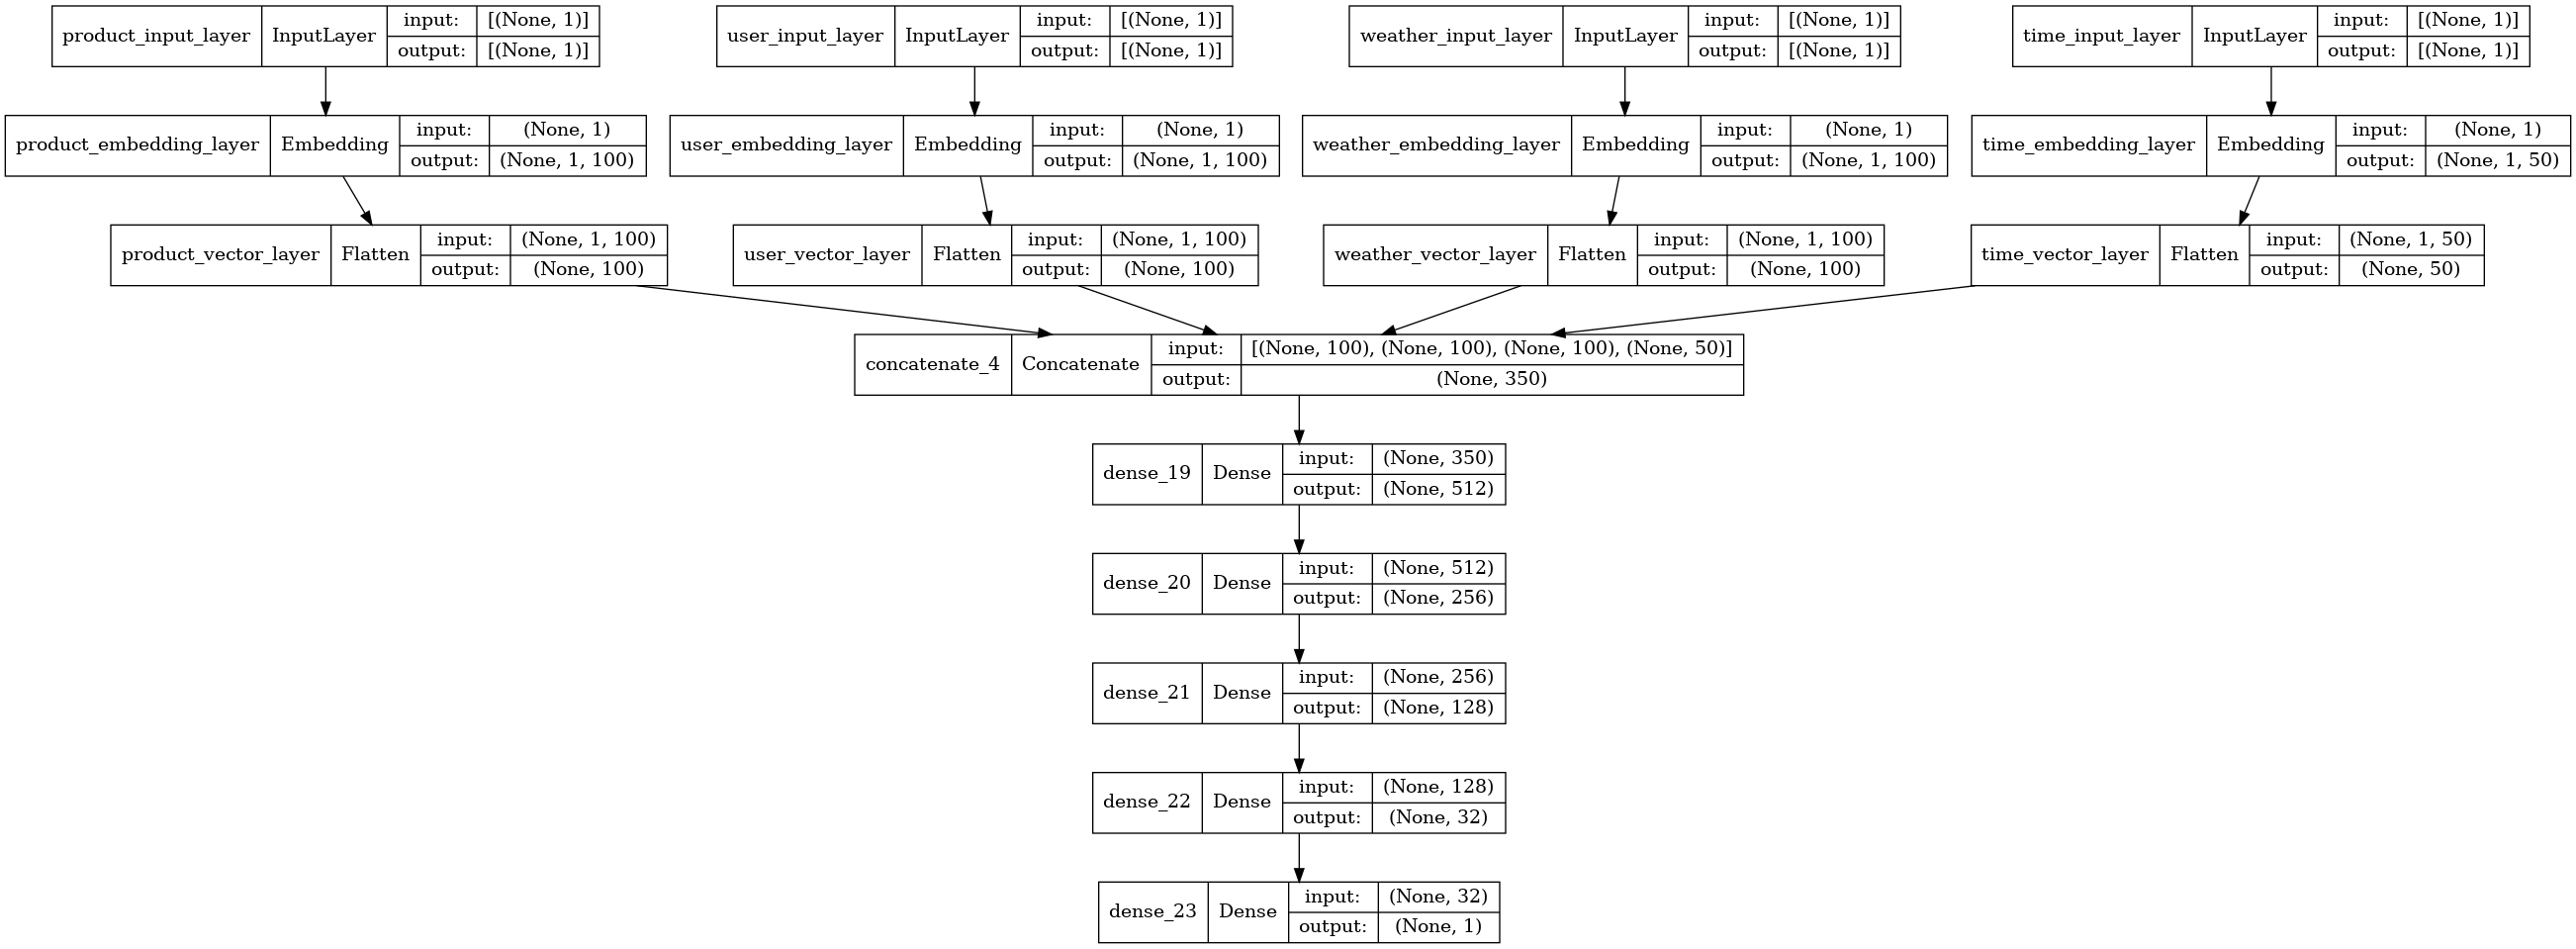 product_input_layer InputLayer input: [(None, 1)]
output: [(None, 1)]
user_input_layer InputLayer input: [(None, 1)]
output: [(None, 1)]
weather_input_layer InputLayer input: [(None, 1)]
output: [(None, 1)]
time_input_layer InputLayer input: [(None, 1)]
output: [(None, 1)]
product_embedding_layer Embedding input: (None, 1)
output: (None, 1, 100)
user_embedding_layer Embedding input: (None, 1)
output: (None, 1, 100)
weather_embedding_layer Embedding input: (None, 1)
output: (None, 1, 100)
time_embedding_layer Embedding input: (None, 1)
output: (None, 1, 50)
product_vector_layer Flatten input: (None, 1, 100)
output: (None, 100)
user_vector_layer Flatten input: (None, 1, 100)
output: (None, 100)
weather_vector_layer Flatten input: (None, 1, 100)
output: (None, 100)
time_vector_layer Flatten input: (None, 1, 50)
output: (None, 50)
concatenate_4 Concatenate input: [(None, 100), (None, 100), (None, 100), (None, 50)]
output: (None, 350)
dense_19 Dense input: (None, 350)
output: (None, 512)
dense_20 Dense input: (None, 512)
output: (None, 256)
dense_21 Dense input: (None, 256)
output: (None, 128)
dense_22 Dense input: (None, 128)
output: (None, 32)
dense_23 Dense input: (None, 32)
output: (None, 1)